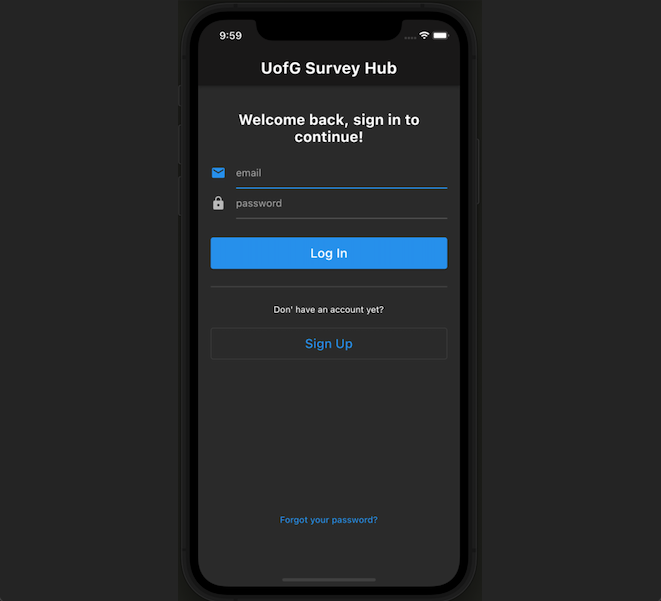 9:59
UofG Survey Hub
Welcome back, sign in to
continue!
email
password
Log In
Don' have an account yet?
Sign Up
Forgot your password?